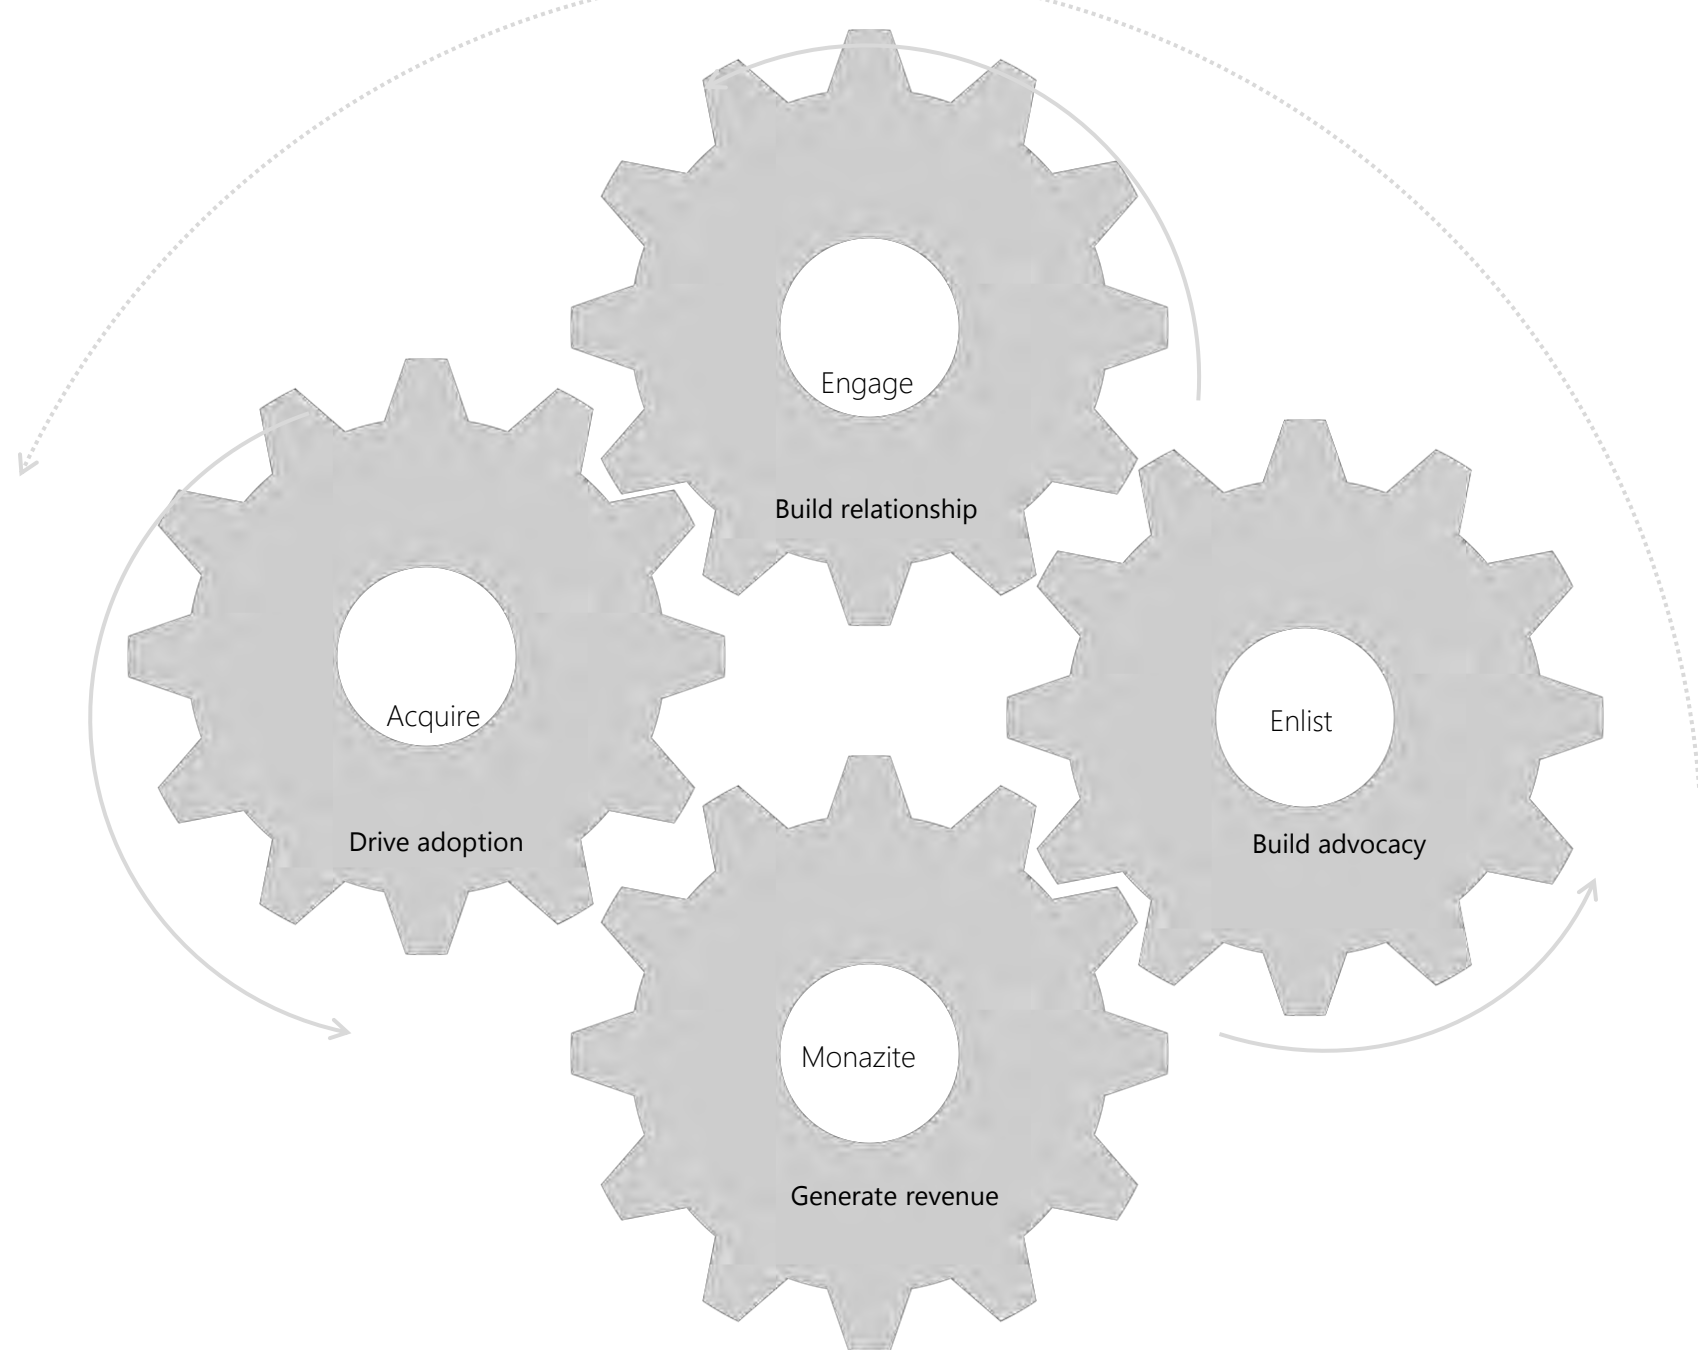 Engage
Build relationship
Acquire
Drive adoption
Enlist
Build advocacy
Monazite
Generate revenue